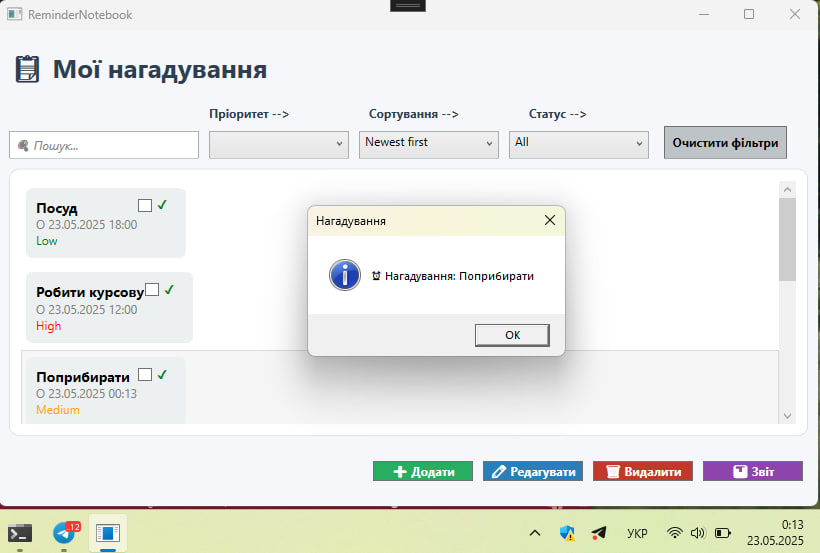 ReminderNotebook
Мої нагадування
Пріоритет --> Сортування --> Статус -->
Пошук... Newest first All Очистити фільтри
Посуд ✓
О 23.05.2025 18:00
Low
Робити курсову ✓
О 23.05.2025 12:00
High
Поприбирати ✓
О 23.05.2025 00:13
Medium
Нагадування
⏰ Нагадування: Поприбирати
ОК
Додати Редагувати Видалити Звіт
12
УКР
0:13
23.05.2025